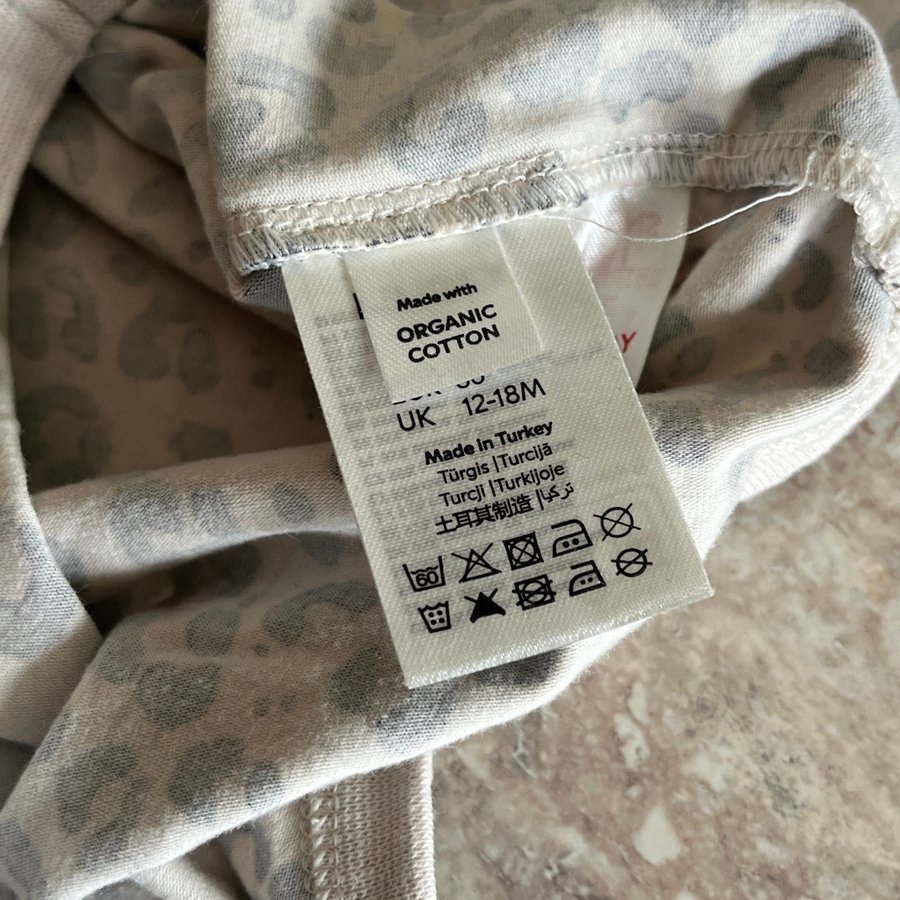 Made with
ORGANIC
COTTON
UK 12-18M
Made in Turkey
Türgis |Turcijā
Turcji |Turkijoje
土耳其制造 |تركيا
60